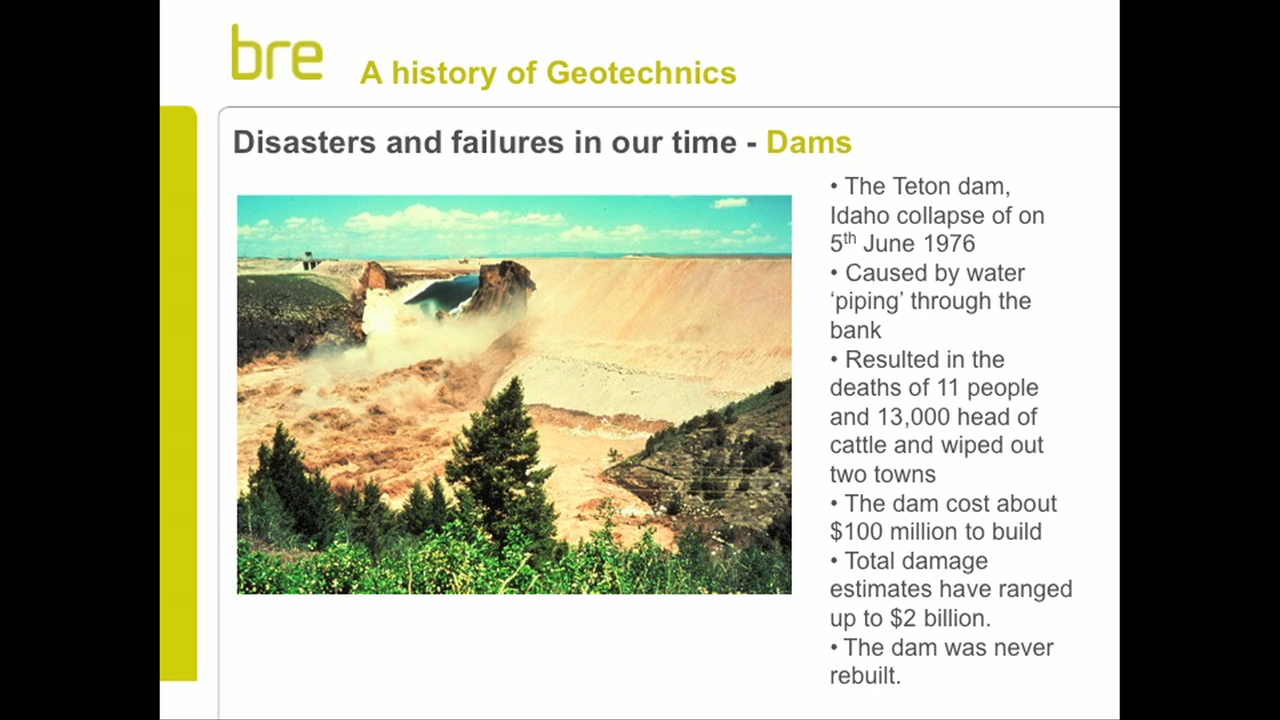 bre
A history of Geotechnics
Disasters and failures in our time - Dams
• The Teton dam,
Idaho collapse of on
5th June 1976
• Caused by water
‘piping’ through the
bank
• Resulted in the
deaths of 11 people
and 13,000 head of
cattle and wiped out
two towns
• The dam cost about
$100 million to build
• Total damage
estimates have ranged
up to $2 billion.
• The dam was never
rebuilt.